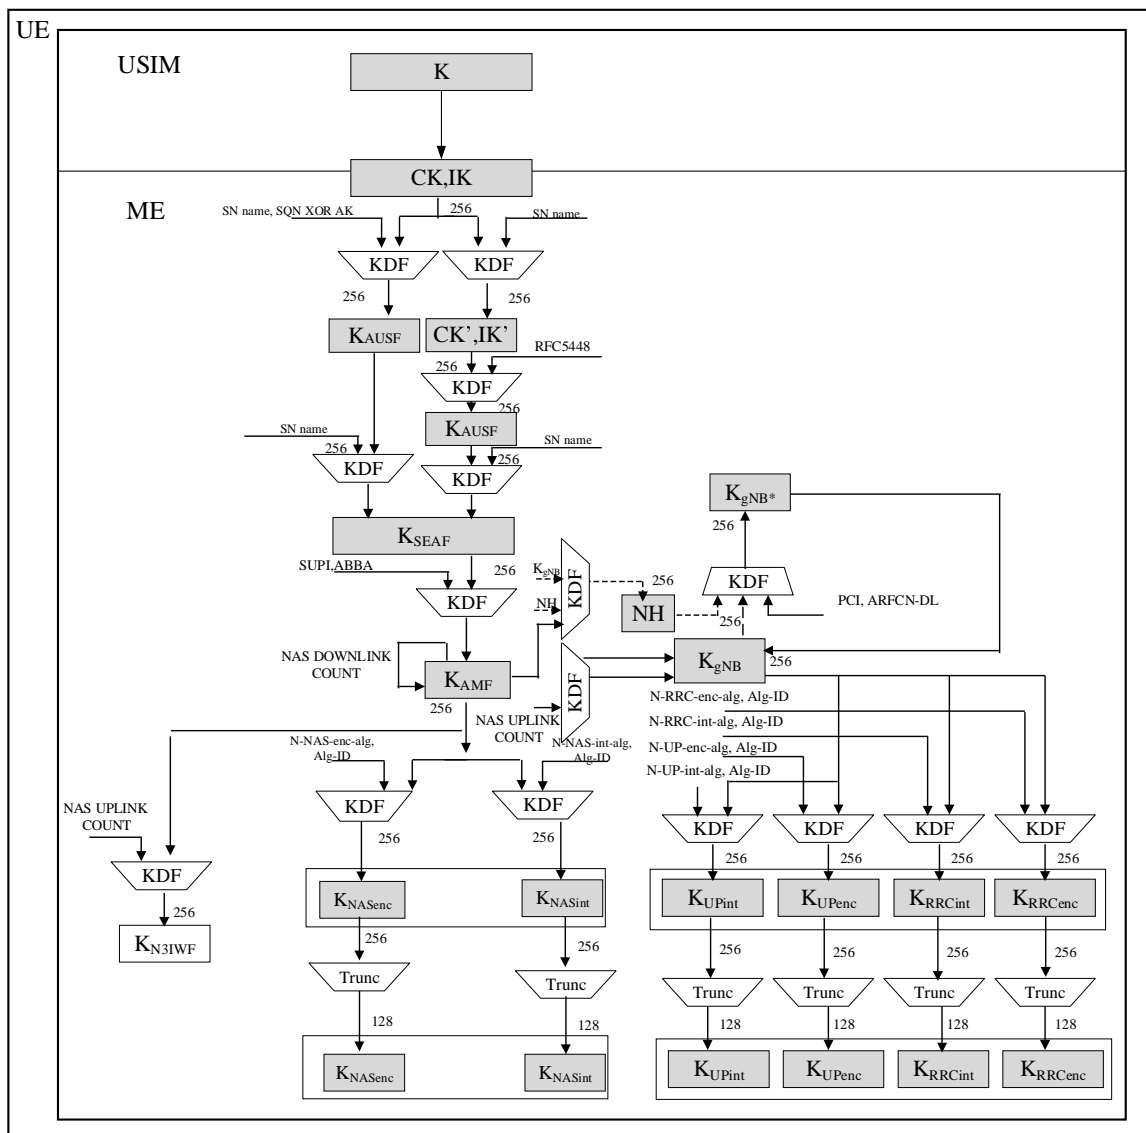 UE
USIM
K
CK,IK
ME
SN name, SQN XOR AK
256
SN name
KDF
KDF
256
256
KAUSF
CK’,IK’
RFC5448
256
KDF
256
KAUSF
SN name
SN name
256
256
KDF
KDF
KgNB*
KSEAF
256
SUPI,ABBA
256
KgNB
KDF
256
KDF
KDF
NH
NH
PCI, ARFCN-DL
256
NAS DOWNLINK
COUNT
KAMF
KgNB
256
256
KDF
N-RRC-enc-alg, Alg-ID
NAS UPLINK
COUNT
N-RRC-int-alg, Alg-ID
N-NAS-enc-alg,
Alg-ID
N-NAS-int-alg,
Alg-ID
N-UP-enc-alg, Alg-ID
N-UP-int-alg, Alg-ID
NAS UPLINK
COUNT
KDF
KDF
KDF
KDF
KDF
KDF
256
256
256
256
256
256
KDF
256
KNASenc
KNASint
KUPint
KUPenc
KRRCint
KRRCenc
KN3IWF
256
256
256
256
256
256
Trunc
Trunc
Trunc
Trunc
Trunc
Trunc
128
128
128
128
128
128
KNASenc
KNASint
KUPint
KUPenc
KRRCint
KRRCenc